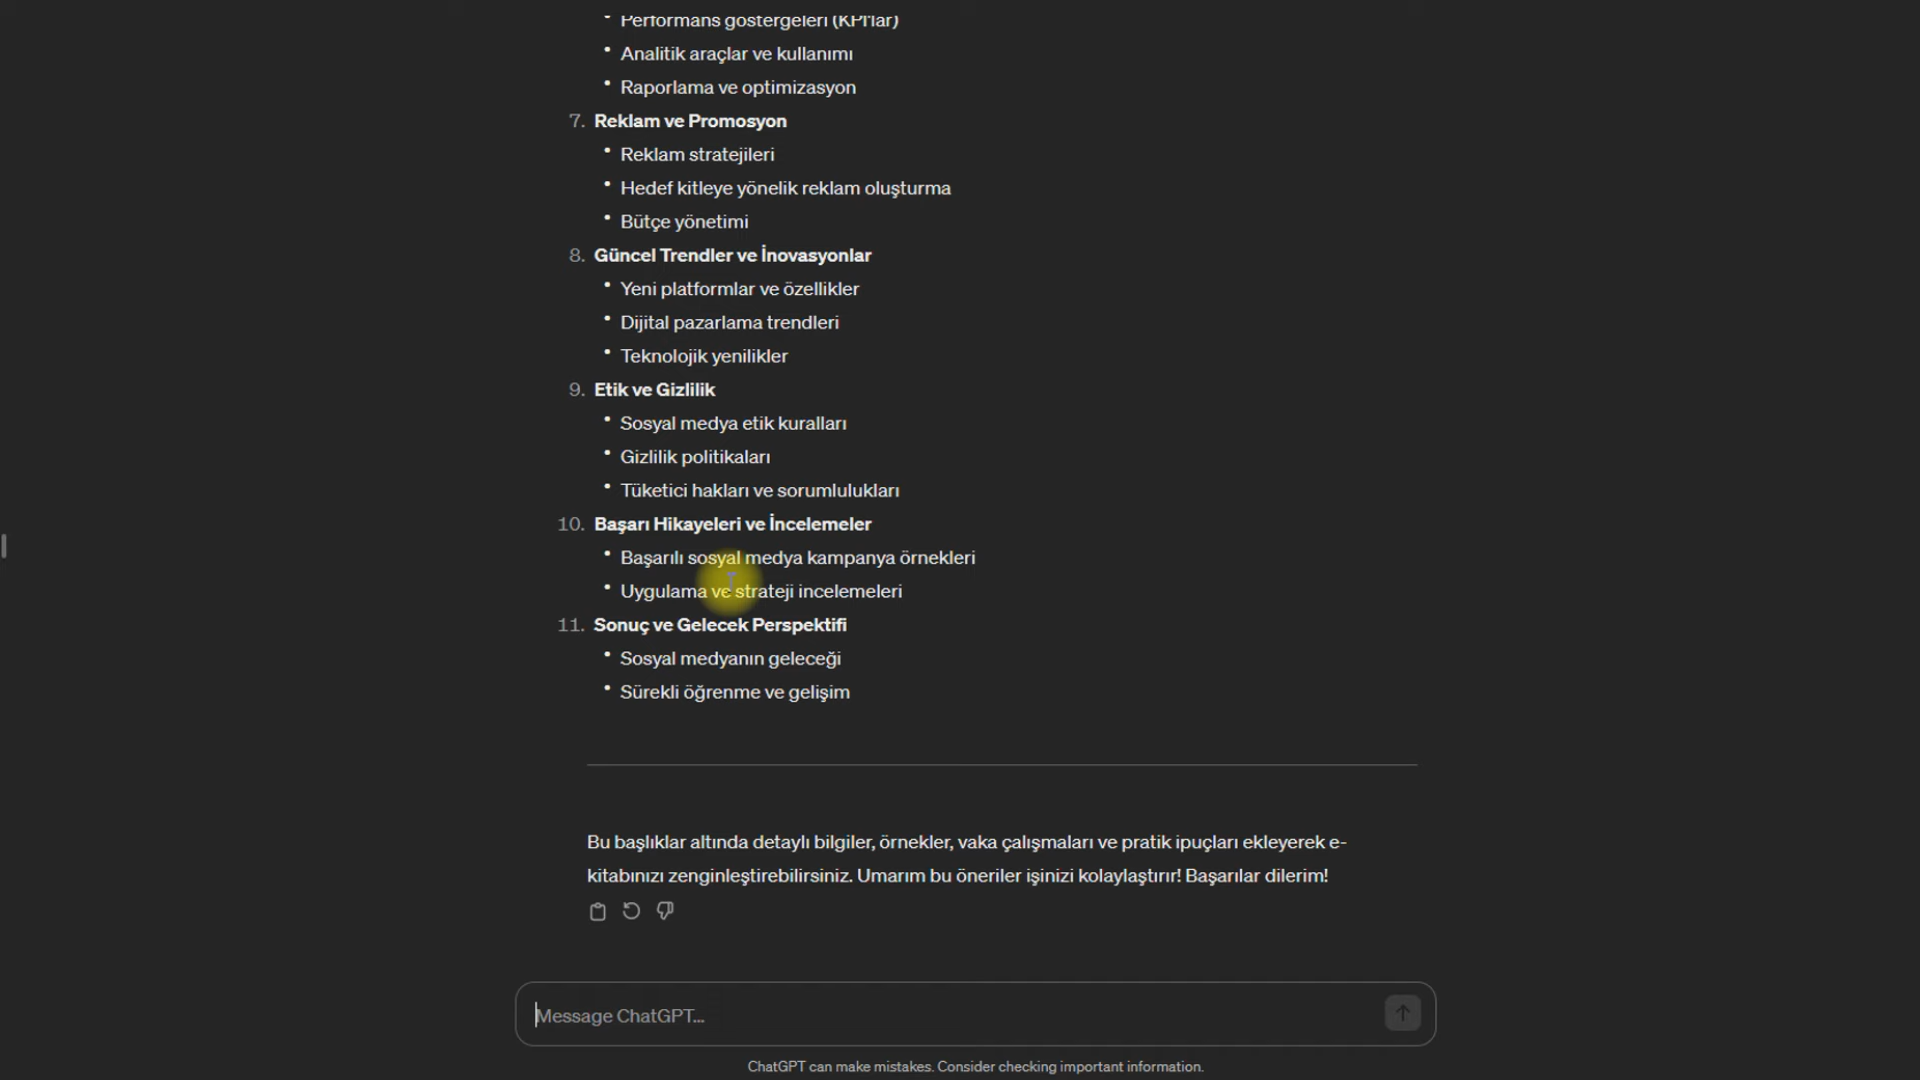 • Performans göstergeleri (KPI'lar)
• Analitik araçlar ve kullanımı
• Raporlama ve optimizasyon
7. Reklam ve Promosyon
• Reklam stratejileri
• Hedef kitleye yönelik reklam oluşturma
• Bütçe yönetimi
8. Güncel Trendler ve İnovasyonlar
• Yeni platformlar ve özellikler
• Dijital pazarlama trendleri
• Teknolojik yenilikler
9. Etik ve Gizlilik
• Sosyal medya etik kuralları
• Gizlilik politikaları
• Tüketici hakları ve sorumlulukları
10. Başarı Hikayeleri ve İncelemeler
• Başarılı sosyal medya kampanya örnekleri
• Uygulama ve strateji incelemeleri
11. Sonuç ve Gelecek Perspektifi
• Sosyal medyanın geleceği
• Sürekli öğrenme ve gelişim
Bu başlıklar altında detaylı bilgiler, örnekler, vaka çalışmaları ve pratik ipuçları ekleyerek e-
kitabınızı zenginleştirebilirsiniz. Umarım bu öneriler işinizi kolaylaştırır! Başarılar dilerim!
Message ChatGPT...
ChatGPT can make mistakes. Consider checking important information.